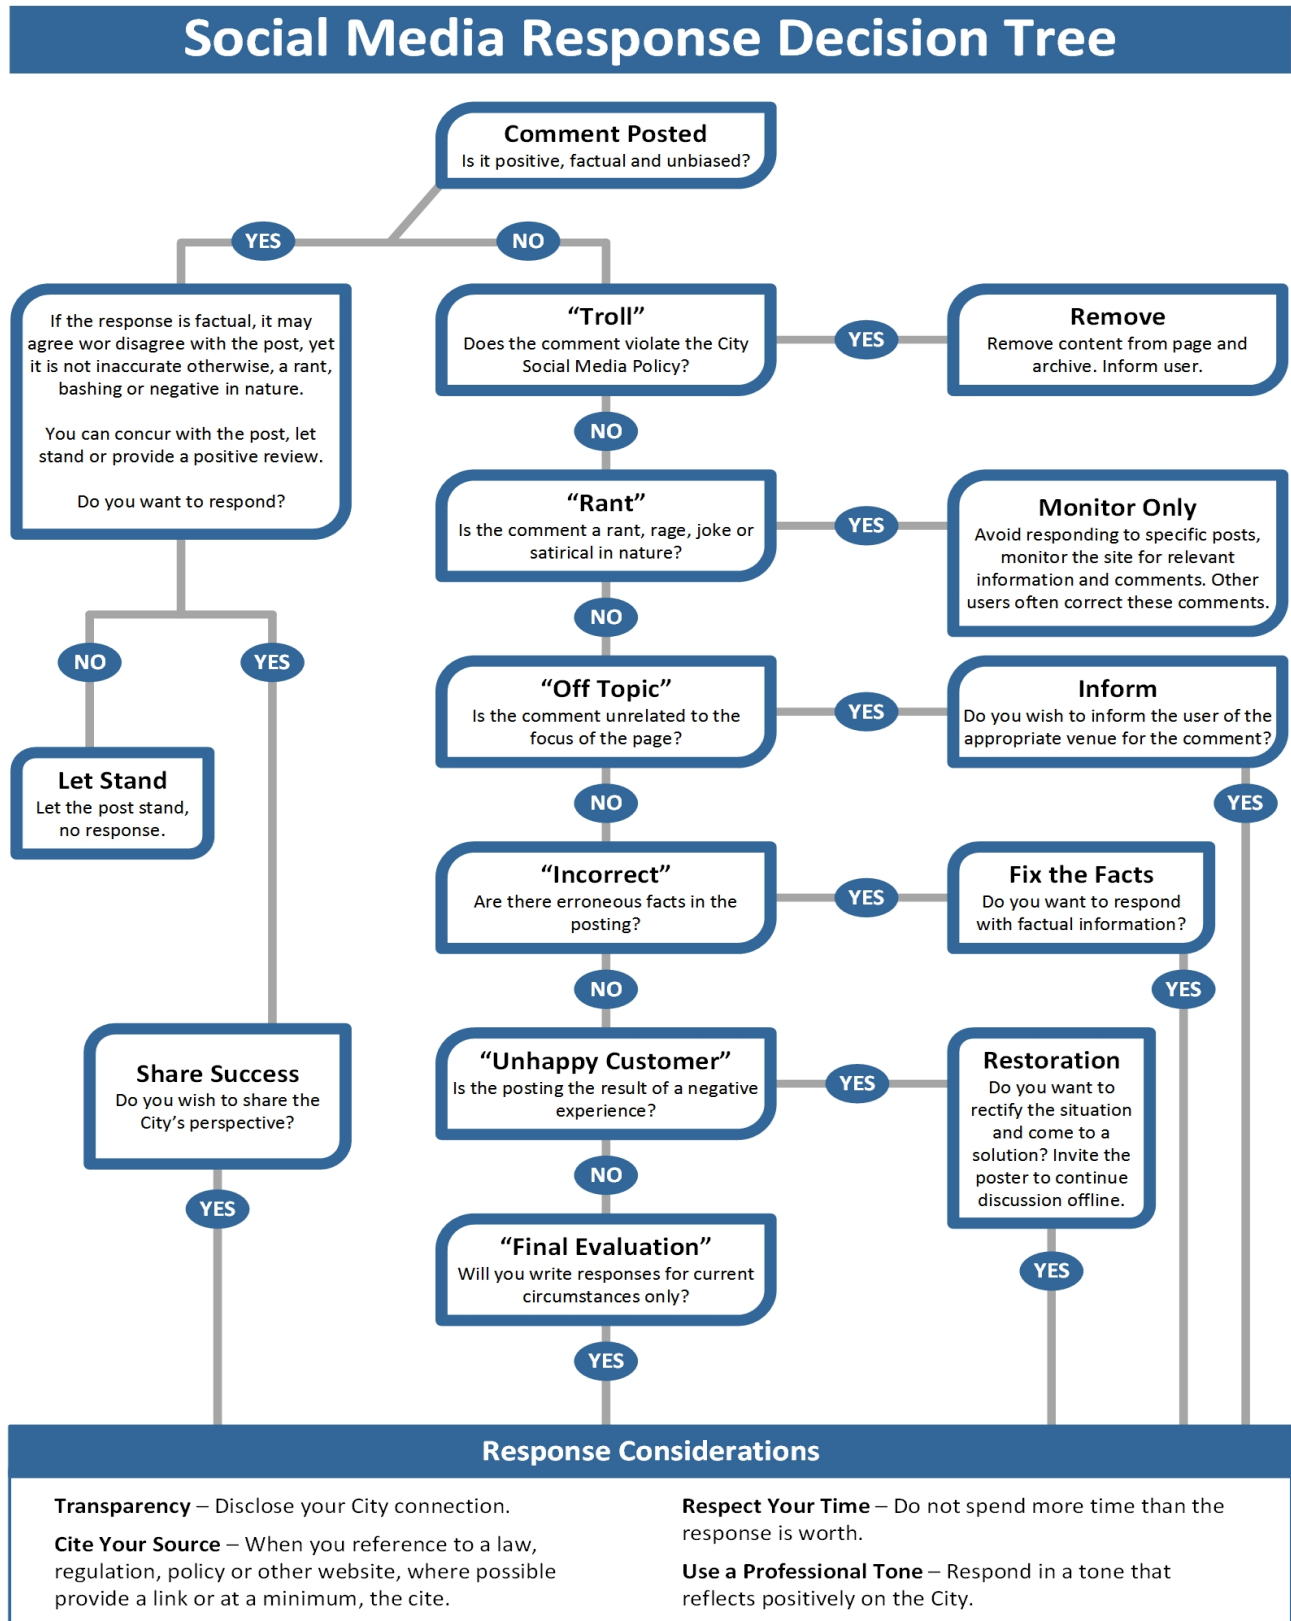 Social Media Response Decision Tree
Comment Posted
Is it positive, factual and unbiased?
YES
NO
If the response is factual, it may
agree wor disagree with the post, yet
it is not inaccurate otherwise, a rant,
bashing or negative in nature.
You can concur with the post, let
stand or provide a positive review.
Do you want to respond?
NO
YES
Let Stand
Let the post stand,
no response.
Share Success
Do you wish to share the
City’s perspective?
YES
“Troll”
Does the comment violate the City
Social Media Policy?
YES
Remove
Remove content from page and
archive. Inform user.
NO
“Rant”
Is the comment a rant, rage, joke or
satirical in nature?
YES
Monitor Only
Avoid responding to specific posts,
monitor the site for relevant
information and comments. Other
users often correct these comments.
NO
“Off Topic”
Is the comment unrelated to the
focus of the page?
YES
Inform
Do you wish to inform the user of the
appropriate venue for the comment?
YES
NO
“Incorrect”
Are there erroneous facts in the
posting?
YES
Fix the Facts
Do you want to respond
with factual information?
YES
NO
“Unhappy Customer”
Is the posting the result of a negative
experience?
YES
Restoration
Do you want to
rectify the situation
and come to a
solution? Invite the
poster to continue
discussion offline.
YES
NO
“Final Evaluation”
Will you write responses for current
circumstances only?
YES
Response Considerations
Transparency – Disclose your City connection.
Cite Your Source – When you reference to a law,
regulation, policy or other website, where possible
provide a link or at a minimum, the cite.
Respect Your Time – Do not spend more time than the
response is worth.
Use a Professional Tone – Respond in a tone that
reflects positively on the City.